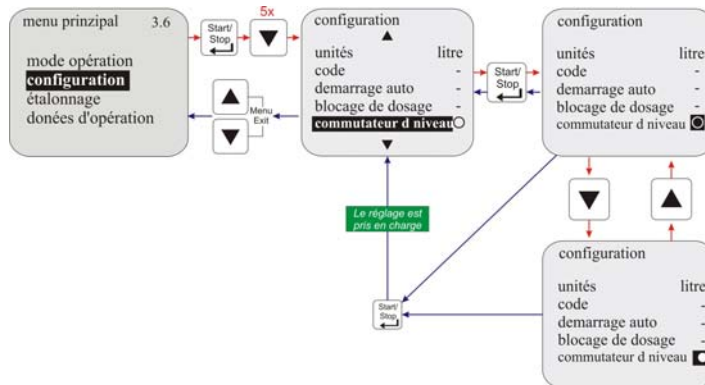 menu prinzipal 3.6
mode opération
configuration
étalonnage
donées d'opération
Start/
Stop
5x
Menu
Exit
configuration
unités litre
code -
demarrage auto -
blocage de dosage -
commutateur d niveau
Start/
Stop
configuration
unités litre
code -
demarrage auto -
blocage de dosage -
commutateur d niveau
Le réglage est
pris en charge
Start/
Stop
configuration
unités litre
code -
demarrage auto -
blocage de dosage -
commutateur d niveau